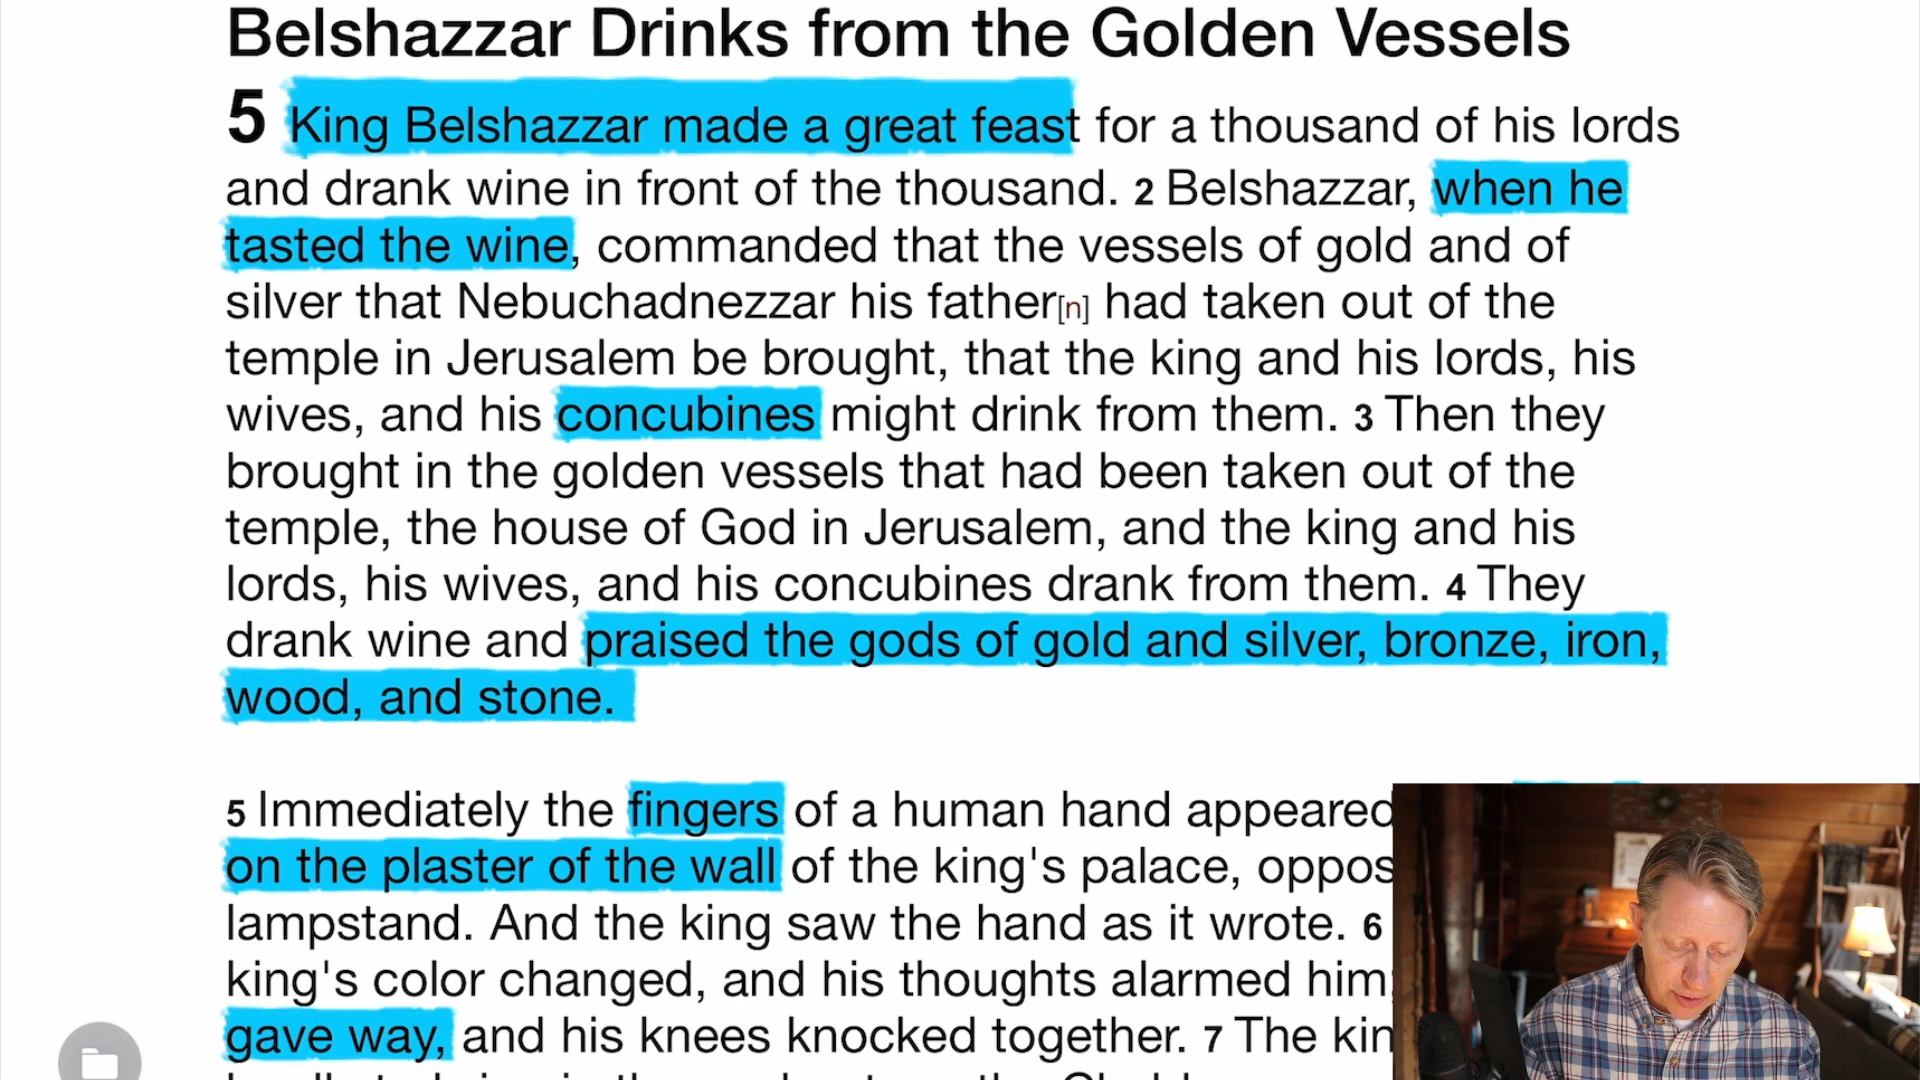 Belshazzar Drinks from the Golden Vessels
5 King Belshazzar made a great feast for a thousand of his lords
and drank wine in front of the thousand. 2 Belshazzar, when he
tasted the wine, commanded that the vessels of gold and of
silver that Nebuchadnezzar his father[n] had taken out of the
temple in Jerusalem be brought, that the king and his lords, his
wives, and his concubines might drink from them. 3 Then they
brought in the golden vessels that had been taken out of the
temple, the house of God in Jerusalem, and the king and his
lords, his wives, and his concubines drank from them. 4 They
drank wine and praised the gods of gold and silver, bronze, iron,
wood, and stone.
5 Immediately the fingers of a human hand appeared
on the plaster of the wall of the king's palace, oppos
lampstand. And the king saw the hand as it wrote. 6
king's color changed, and his thoughts alarmed him;
gave way, and his knees knocked together. 7 The kin